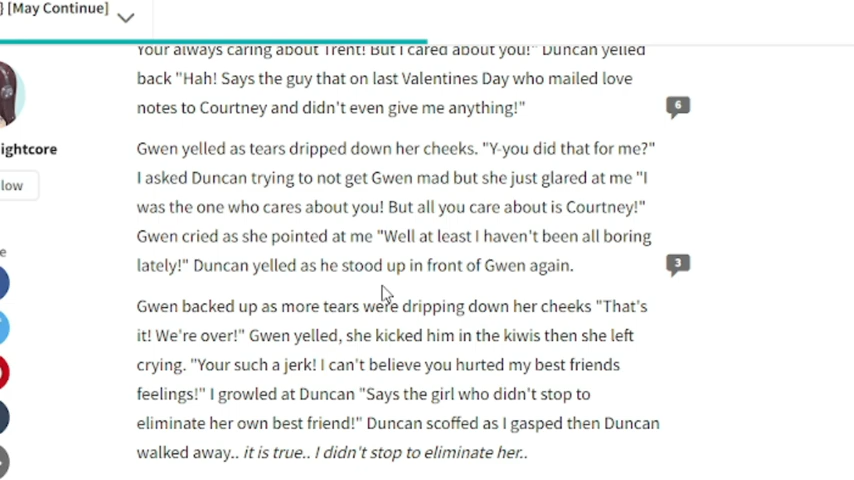 } [May Continue]
Your always caring about Trent! But I cared about you!" Duncan yelled
back "Hah! Says the guy that on last Valentines Day who mailed love
notes to Courtney and didn't even give me anything!"
6
Gwen yelled as tears dripped down her cheeks. "Y-you did that for me?"
ightcore
I asked Duncan trying to not get Gwen mad but she just glared at me "I
low
was the one who cares about you! But all you care about is Courtney!"
Gwen cried as she pointed at me "Well at least I haven't been all boring
e
lately!" Duncan yelled as he stood up in front of Gwen again.
3
Gwen backed up as more tears were dripping down her cheeks "That's
it! We're over!" Gwen yelled, she kicked him in the kiwis then she left
crying. "Your such a jerk! I can't believe you hurted my best friends
feelings!" I growled at Duncan "Says the girl who didn't stop to
eliminate her own best friend!" Duncan scoffed as I gasped then Duncan
walked away.. it is true.. I didn't stop to eliminate her..